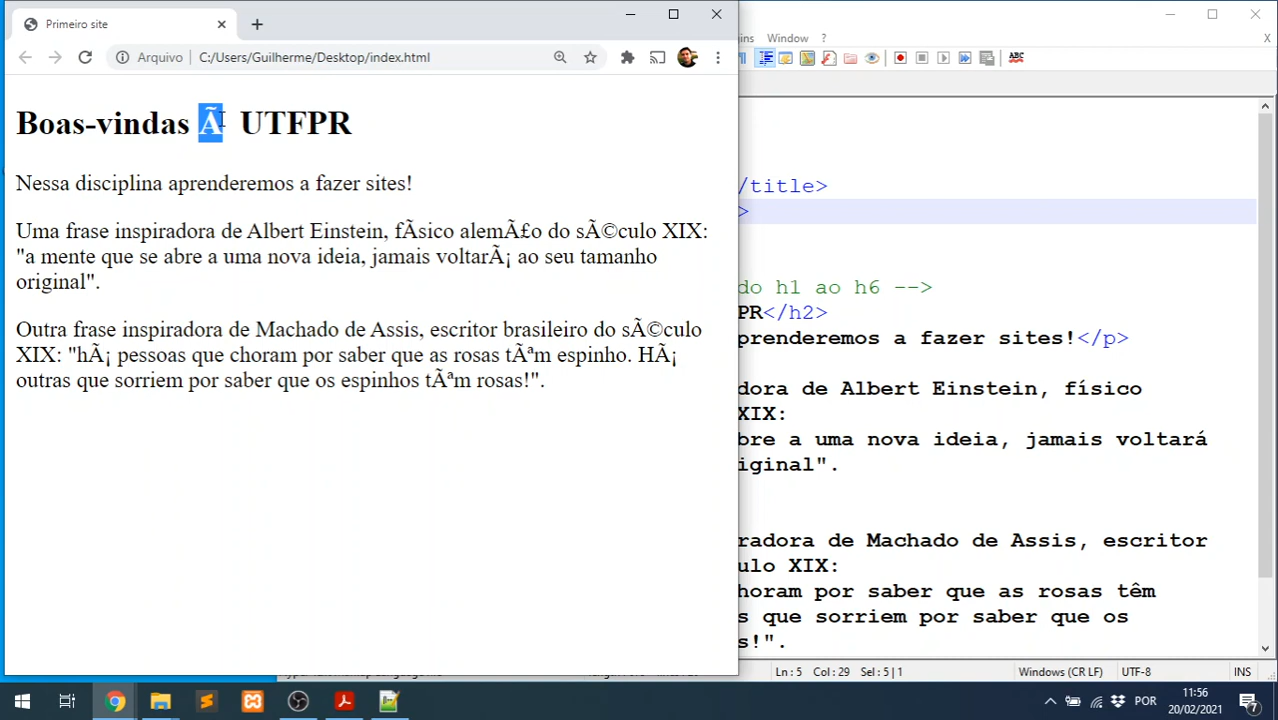 Primeiro site
Arquivo
C:/Users/Guilherme/Desktop/index.html
Boas-vindas Ã  UTFPR
Nessa disciplina aprenderemos a fazer sites!
Uma frase inspiradora de Albert Einstein, fÃ­sico alemÃ£o do sÃ©culo XIX:
"a mente que se abre a uma nova ideia, jamais voltarÃ¡ ao seu tamanho
original".
Outra frase inspiradora de Machado de Assis, escritor brasileiro do sÃ©culo
XIX: "hÃ¡ pessoas que choram por saber que as rosas tÃªm espinho. HÃ¡
outras que sorriem por saber que os espinhos tÃªm rosas!".
Window ?
X
ABC
/title>
>
do h1 ao h6 -->
PR</h2>
prenderemos a fazer sites!</p>
dora de Albert Einstein, físico
XIX:
bre a uma nova ideia, jamais voltará
iginal".
radora de Machado de Assis, escritor
ulo XIX:
horam por saber que as rosas têm
s que sorriem por saber que os
s!".
Ln : 5 Col : 29 Sel : 5 | 1
Windows (CR LF)
UTF-8
INS
POR
11:56
20/02/2021
7